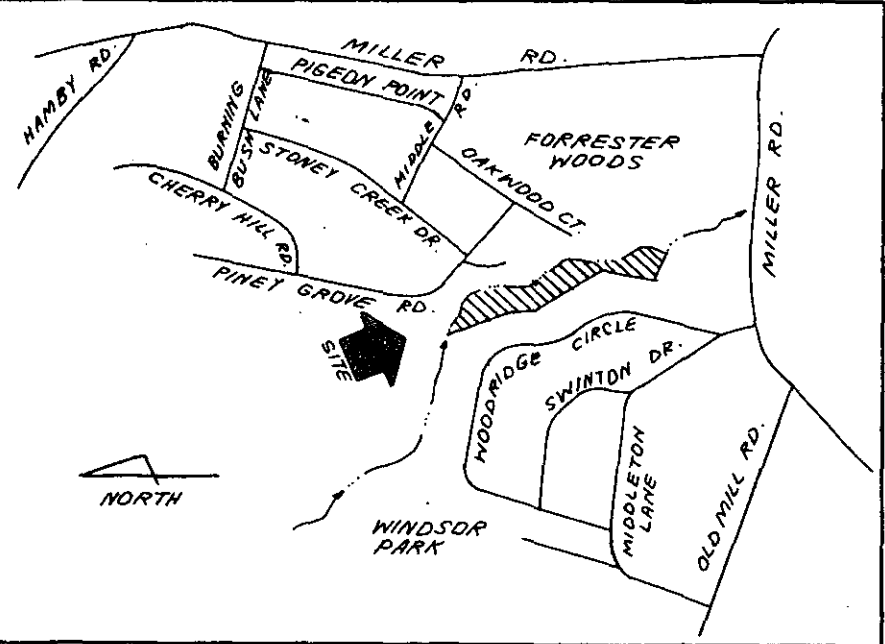 MILLER RD.
HAMBY RD.
PIGEON POINT
BURNING
BUSH LANE
MIDDLE RD.
FORRESTER
WOODS
STONEY CREEK DR.
OAKWOOD CT.
CHERRY HILL RD.
MILLER RD.
PINEY GROVE RD.
SITE
WOODRIDGE CIRCLE
SWINTON DR.
NORTH
MIDDLETON
LANE
OLD MILL RD.
WINDSOR
PARK